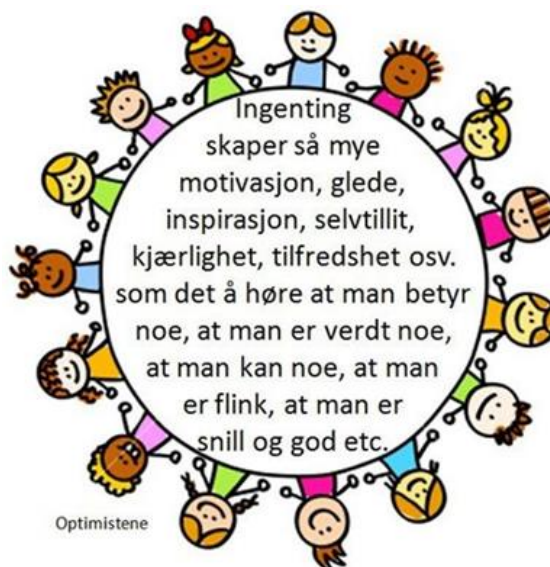 Ingenting
skaper så mye
motivasjon, glede,
inspirasjon, selvtillit,
kjærlighet, tilfredshet osv.
som det å høre at man betyr
noe, at man er verdt noe,
at man kan noe, at man
er flink, at man er
snill og god etc.
Optimistene